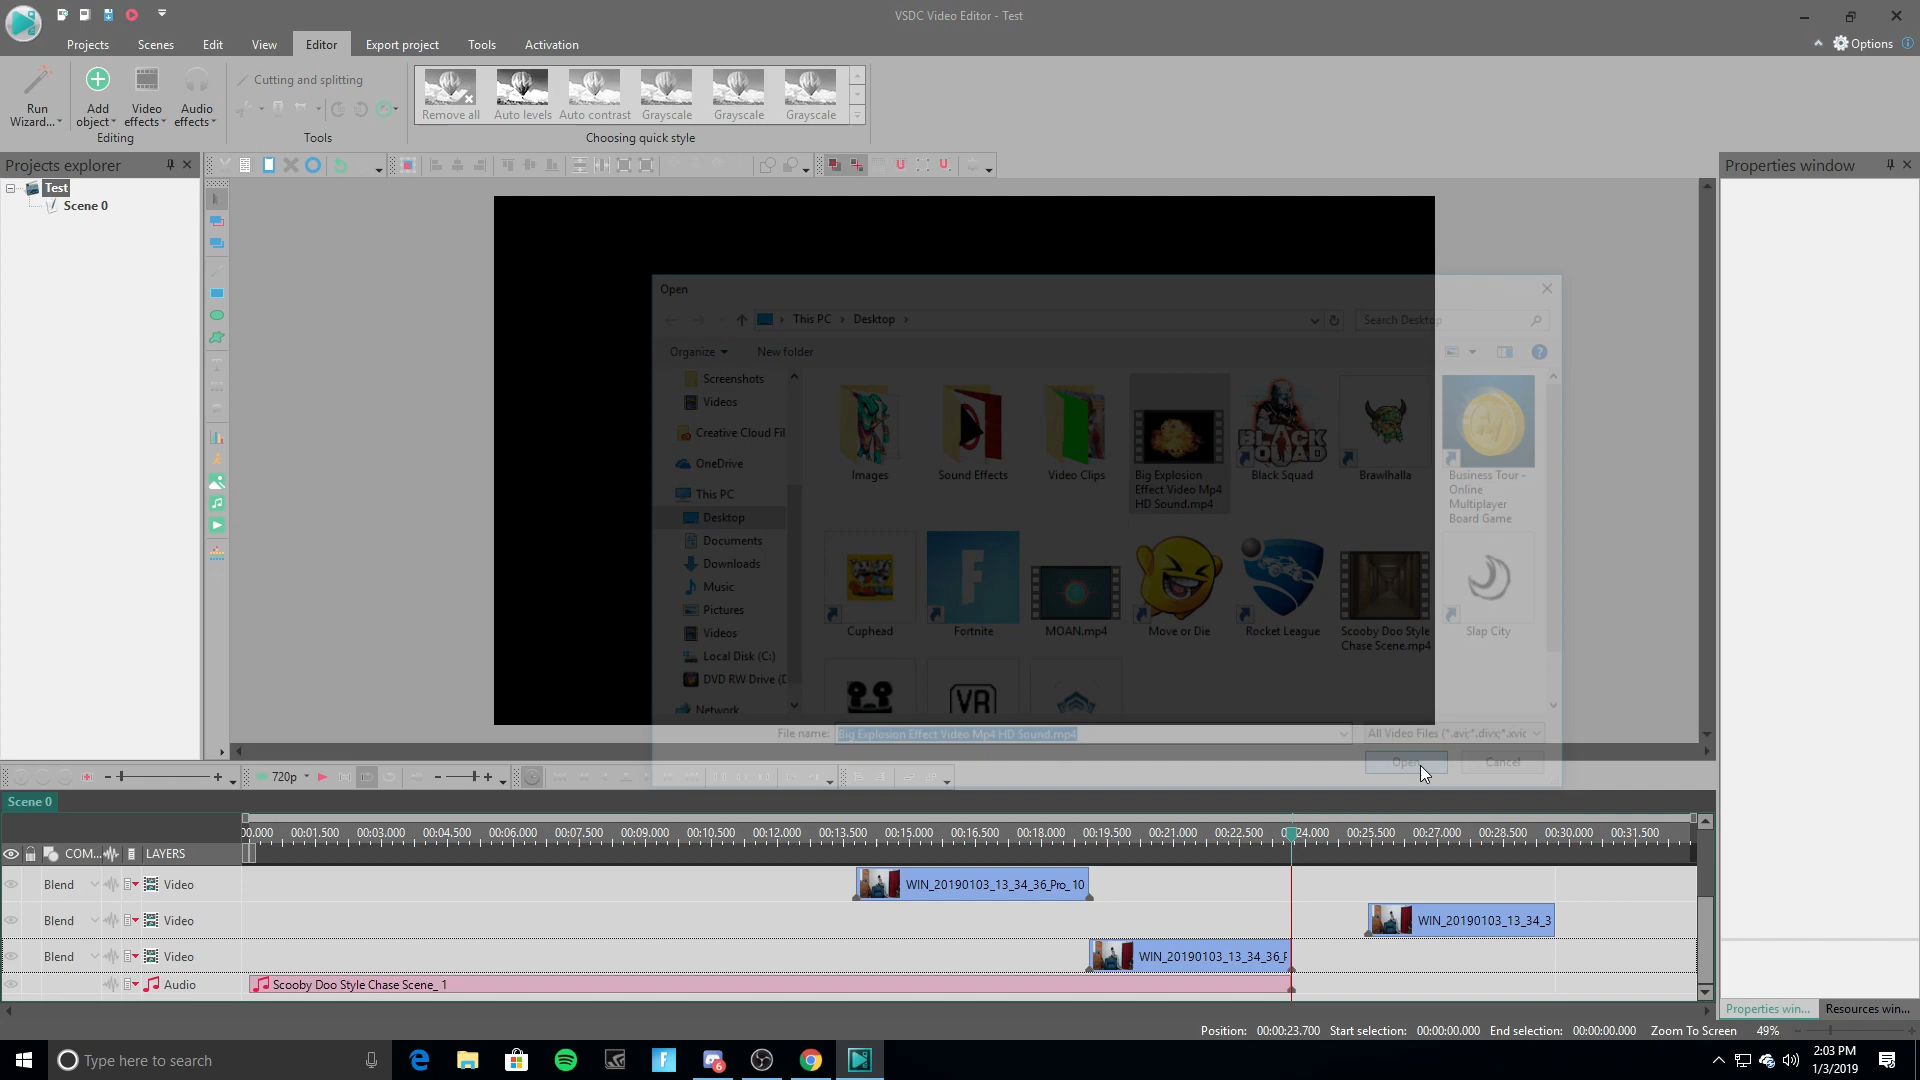 VSDC Video Editor - Test
Projects
Scenes
Edit
View
Editor
Export project
Tools
Activation
Options
Run
Wizard...
Add
object
Video
effects
Audio
effects
Editing
Cutting and splitting
Tools
Remove all
Auto levels
Auto contrast
Grayscale
Grayscale
Grayscale
Choosing quick style
Projects explorer
Test
Scene 0
Properties window
Open
This PC
Desktop
Search Desktop
Organize
New folder
Screenshots
Videos
Creative Cloud Fil
OneDrive
This PC
Desktop
Documents
Downloads
Music
Pictures
Videos
Local Disk (C:)
DVD RW Drive (D
Network
Images
Sound Effects
Video Clips
Big Explosion
Effect Video Mp4
HD Sound.mp4
BLACK
SQUAD
Black Squad
Brawlhalla
Business Tour -
Online
Multiplayer
Board Game
Cuphead
Fortnite
MOAN.mp4
Move or Die
Rocket League
Scooby Doo Style
Chase Scene.mp4
Slap City
VR
File name:
Big Explosion Effect Video Mp4 HD Sound.mp4
All Video Files (*.avi;*.divx;*.xvic
Open
Cancel
720p
Scene 0
00.000
00:01.500
00:03.000
00:04.500
00:06.000
00:07.500
00:09.000
00:10.500
00:12.000
00:13.500
00:15.000
00:16.500
00:18.000
00:19.500
00:21.000
00:22.500
24.000
00:25.500
00:27.000
00:28.500
00:30.000
00:31.500
COM...
LAYERS
Blend
Video
WIN_20190103_13_34_36_Pro_ 10
Blend
Video
WIN_20190103_13_34_3
Blend
Video
WIN_20190103_13_34_36_F
Audio
Scooby Doo Style Chase Scene_ 1
Properties win...
Resources win...
Position:
00:00:23.700
Start selection:
00:00:00.000
End selection:
00:00:00.000
Zoom To Screen
49%
Type here to search
6
2:03 PM
1/3/2019